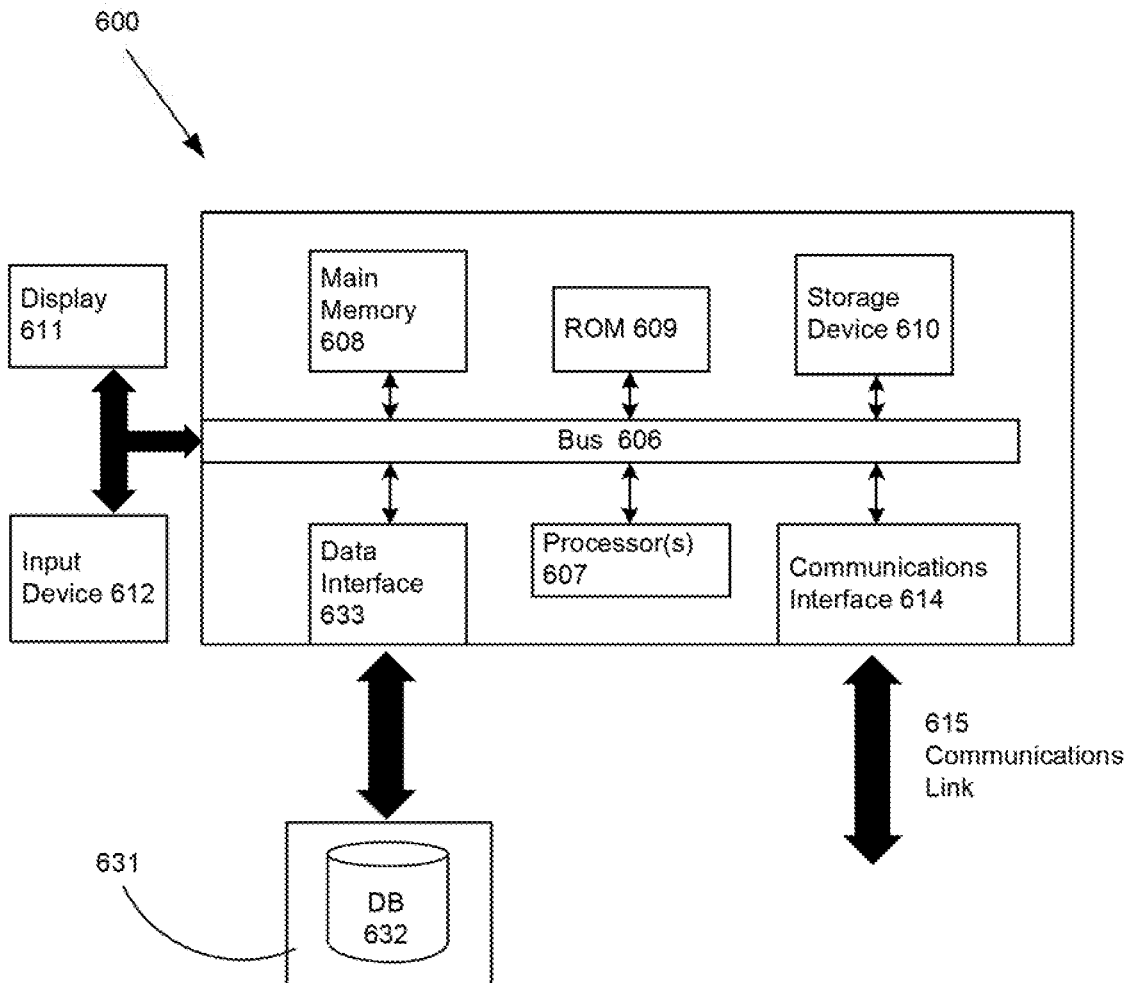 600
Display
611
Main
Memory
608
ROM 609
Storage
Device 610
Bus 606
Input
Device 612
Data
Interface
633
Processor(s)
607
Communications
Interface 614
615
Communications
Link
631
DB
632